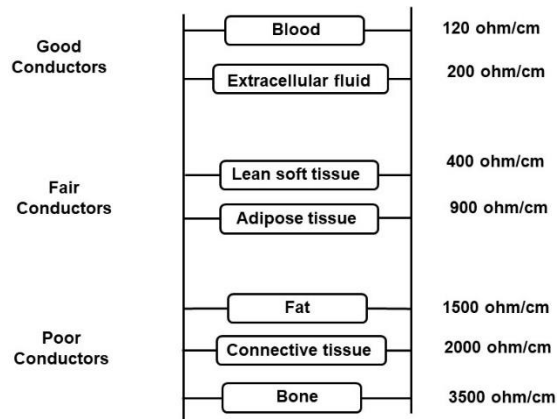 Good
Conductors
Blood
120 ohm/cm
Extracellular fluid
200 ohm/cm
Fair
Conductors
Lean soft tissue
400 ohm/cm
Adipose tissue
900 ohm/cm
Poor
Conductors
Fat
1500 ohm/cm
Connective tissue
2000 ohm/cm
Bone
3500 ohm/cm